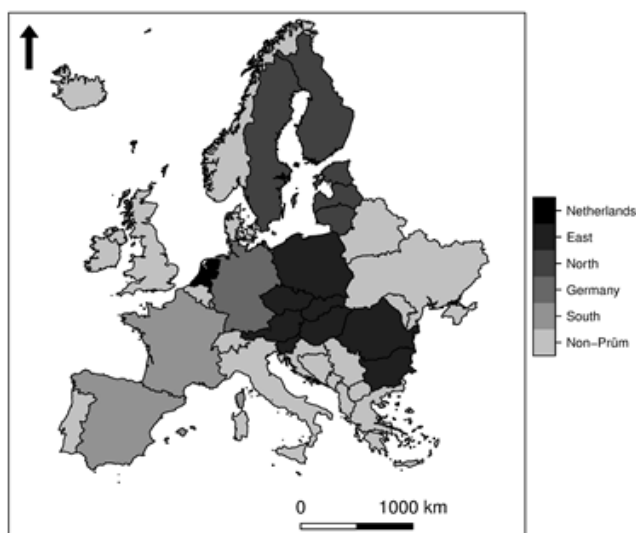 Netherlands
East
North
Germany
South
Non-Prüm
0 1000 km